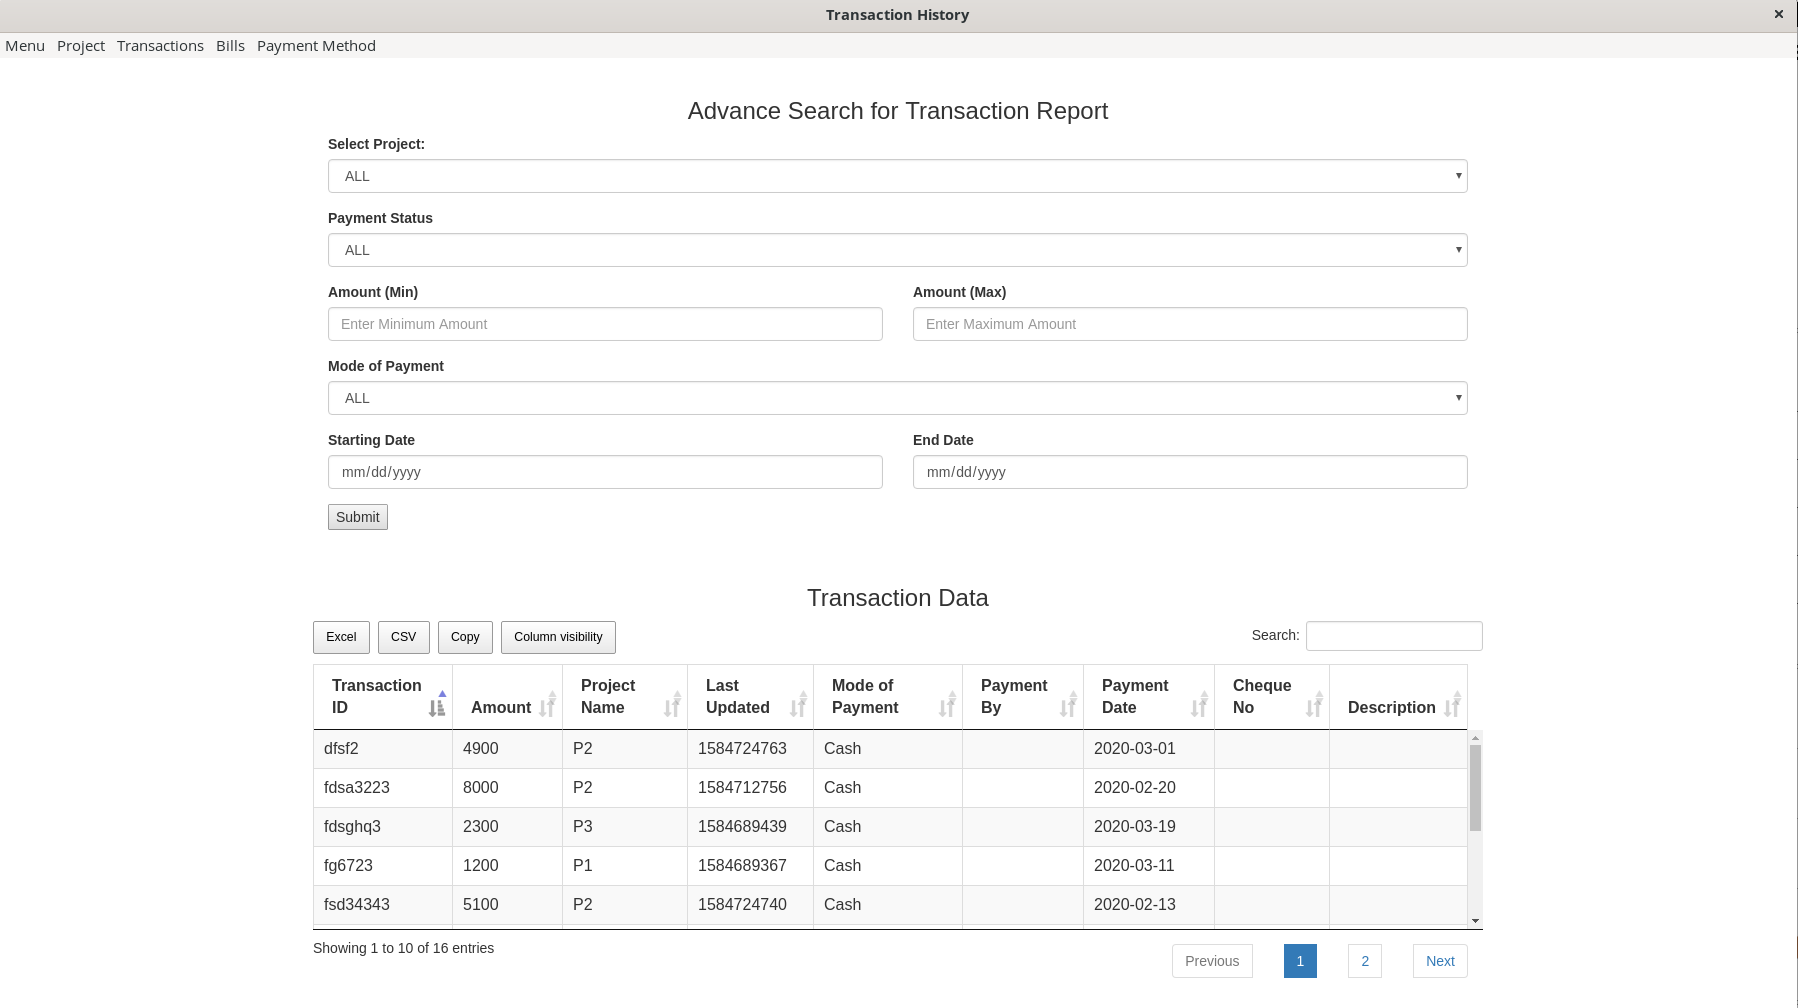 Transaction History
×
Menu Project Transactions Bills Payment Method
Advance Search for Transaction Report
Select Project:
ALL
Payment Status
ALL
Amount (Min) Amount (Max)
Enter Minimum Amount Enter Maximum Amount
Mode of Payment
ALL
Starting Date End Date
mm/dd/yyyy mm/dd/yyyy
Submit
Transaction Data
Excel CSV Copy Column visibility Search:
Transaction ID Amount Project Name Last Updated Mode of Payment Payment By Payment Date Cheque No Description
dfsf2 4900 P2 1584724763 Cash 2020-03-01
fdsa3223 8000 P2 1584712756 Cash 2020-02-20
fdsghq3 2300 P3 1584689439 Cash 2020-03-19
fg6723 1200 P1 1584689367 Cash 2020-03-11
fsd34343 5100 P2 1584724740 Cash 2020-02-13
Showing 1 to 10 of 16 entries Previous 1 2 Next